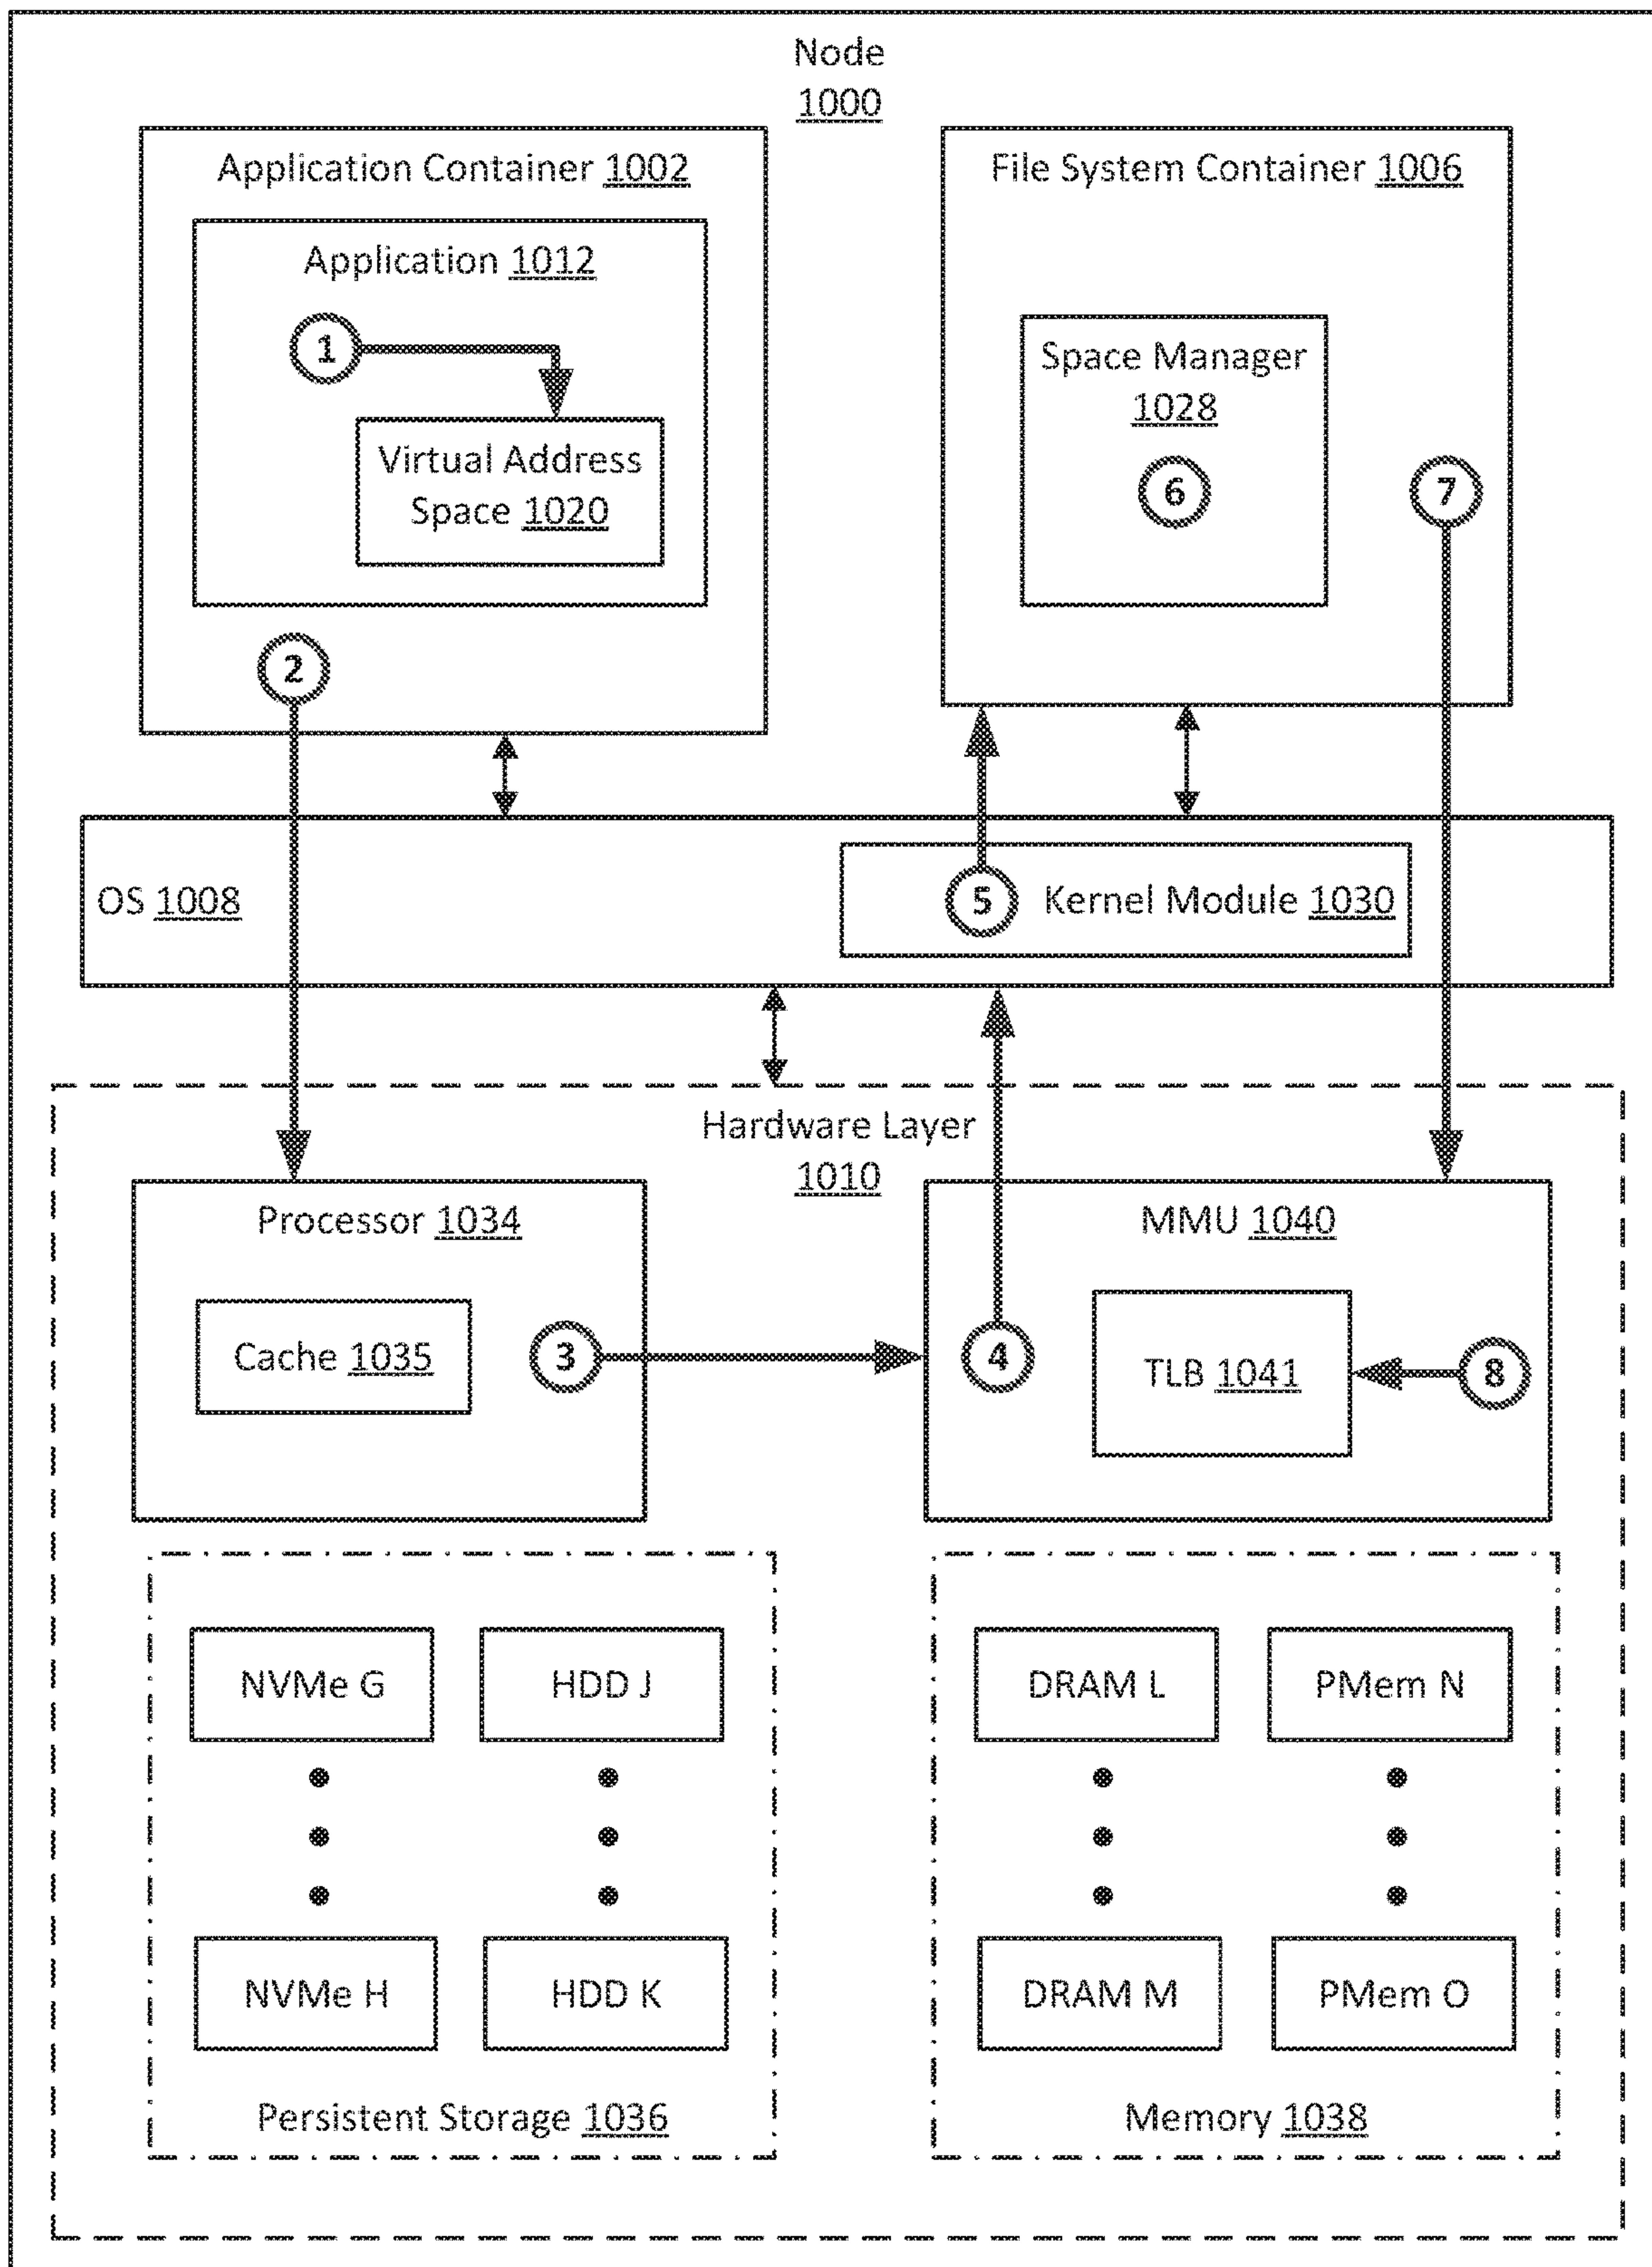 Node
1000
Application Container 1002
File System Container 1006
Application 1012
1
Virtual Address
Space 1020
2
Space Manager
1028
6
7
OS 1008
5
Kernel Module 1030
Hardware Layer
1010
Processor 1034
Cache 1035
3
MMU 1040
4
TLB 1041
8
NVMe G
HDD J
NVMe H
HDD K
Persistent Storage 1036
DRAM L
PMem N
DRAM M
PMem O
Memory 1038